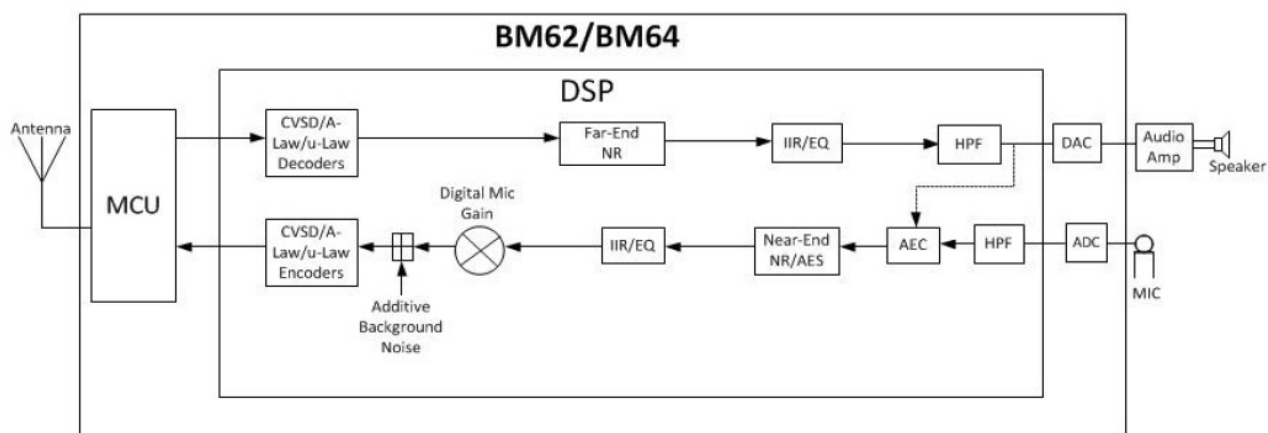 BM62/BM64
DSP
Antenna
MCU
CVSD/A-
Law/u-Law
Decoders
Far-End
NR
IIR/EQ
HPF
DAC
Audio
Amp
Speaker
CVSD/A-
Law/u-Law
Encoders
Digital Mic
Gain
IIR/EQ
Near-End
NR/AES
AEC
HPF
ADC
MIC
Additive
Background
Noise